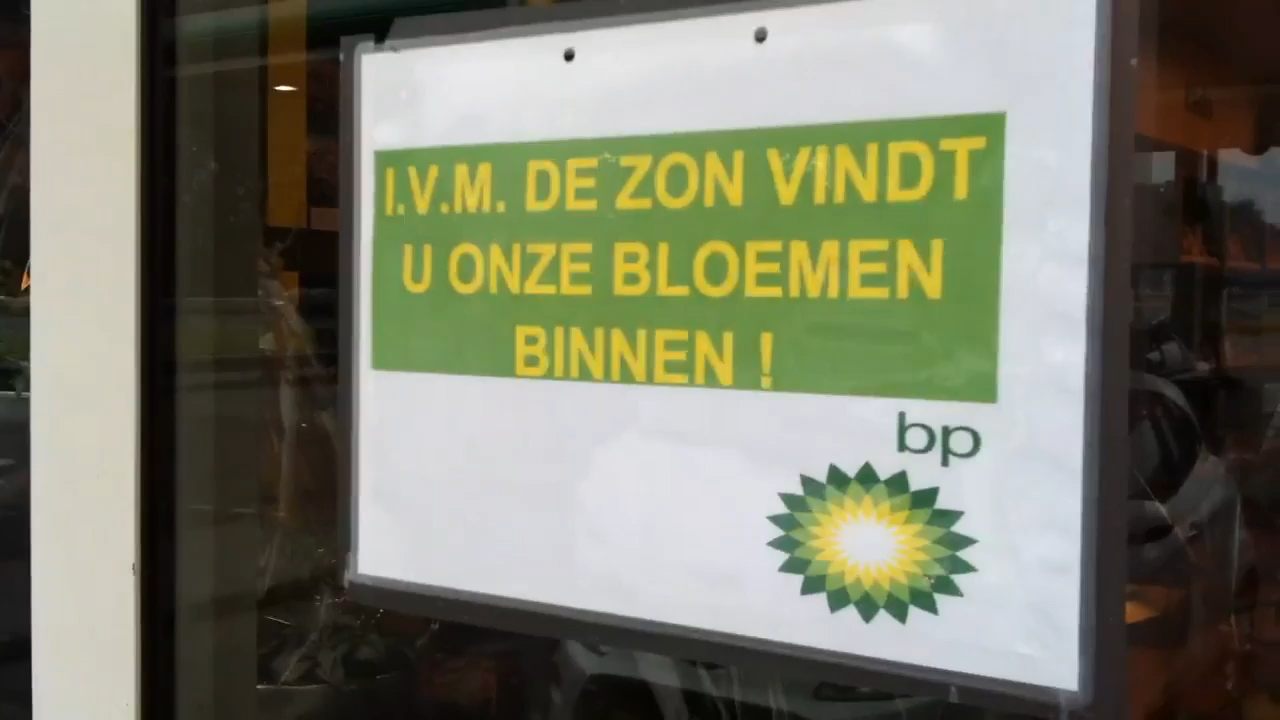 I.V.M. DE ZON VINDT
U ONZE BLOEMEN
BINNEN !
bp